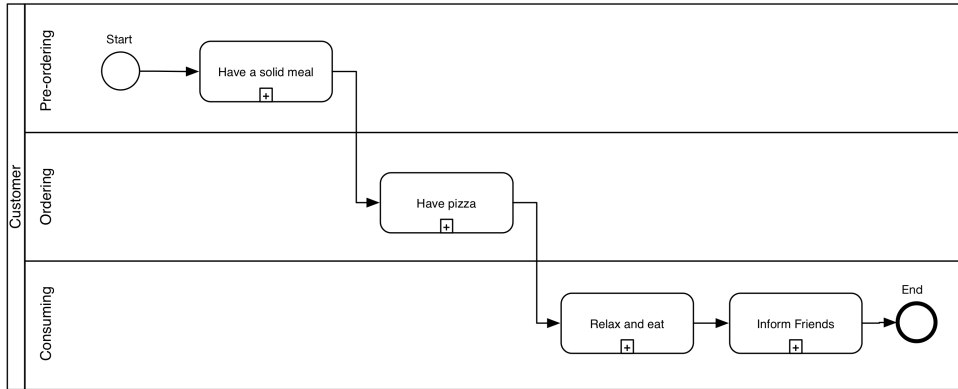 Customer
Pre-ordering
Start
Have a solid meal
+
Ordering
Have pizza
+
Consuming
Relax and eat
+
Inform Friends
+
End